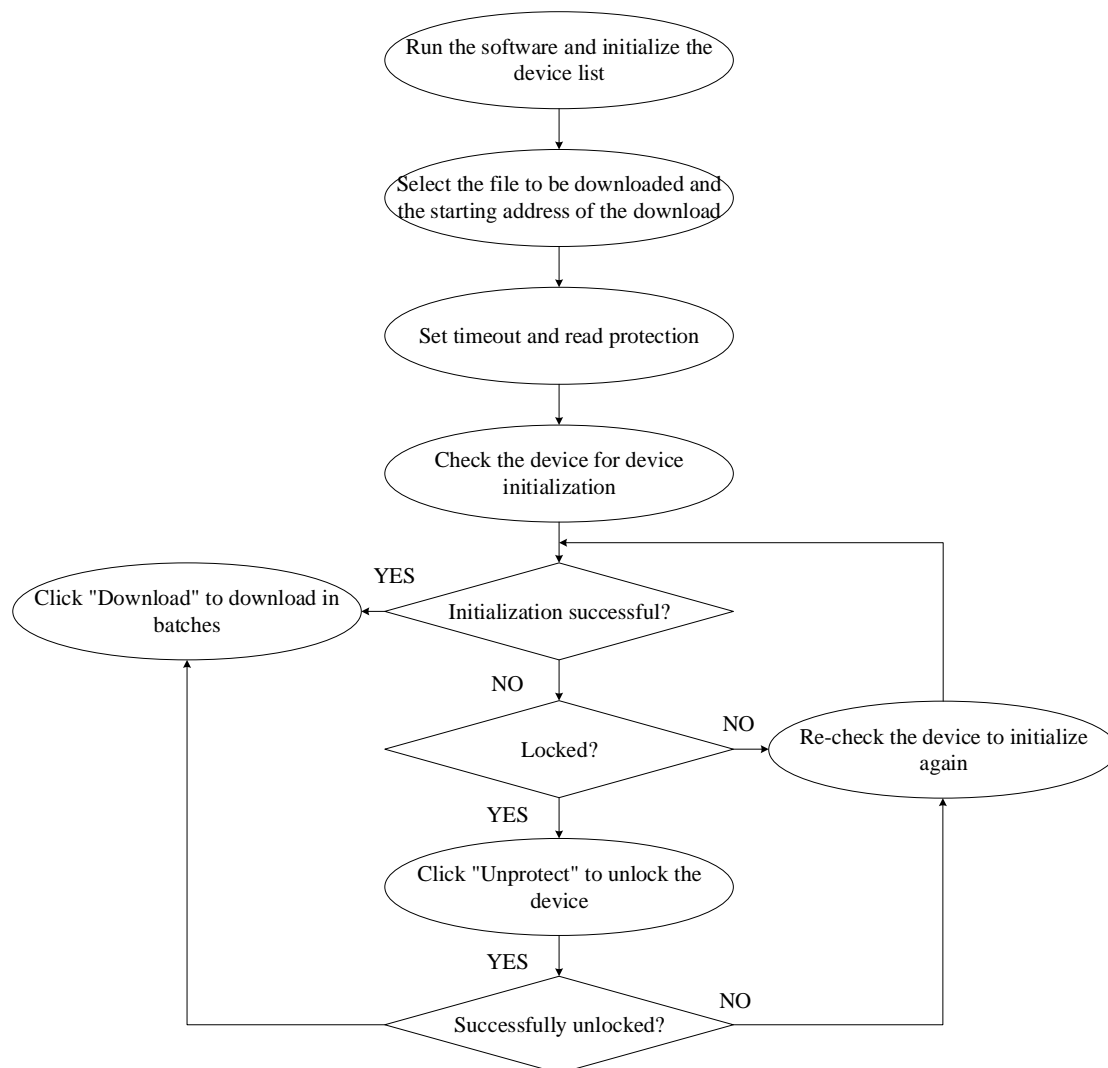 Run the software and initialize the
device list
Select the file to be downloaded and
the starting address of the download
Set timeout and read protection
Check the device for device
initialization
YES
Click "Download" to download in
batches
Initialization successful?
NO
Locked?
NO
Re-check the device to initialize
again
YES
Click "Unprotect" to unlock the
device
YES
Successfully unlocked?
NO